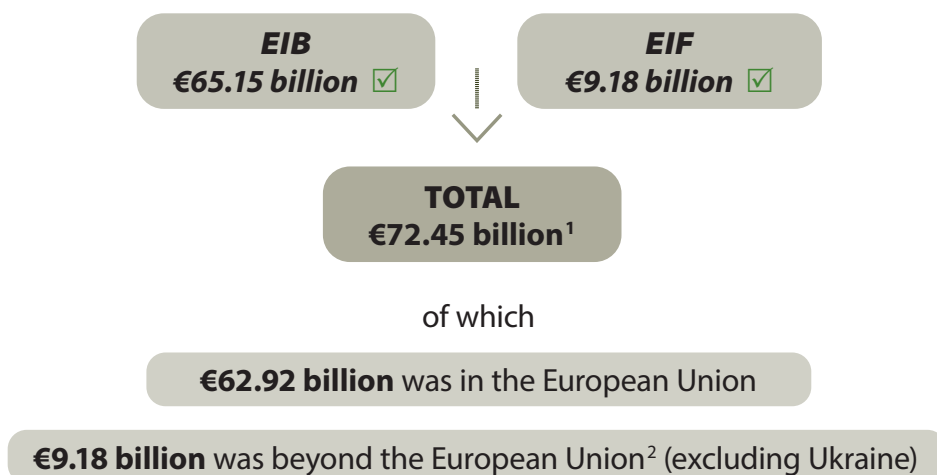 EIB
€65.15 billion ☑
EIF
€9.18 billion ☑
TOTAL
€72.45 billion¹
of which
€62.92 billion was in the European Union
€9.18 billion was beyond the European Union² (excluding Ukraine)